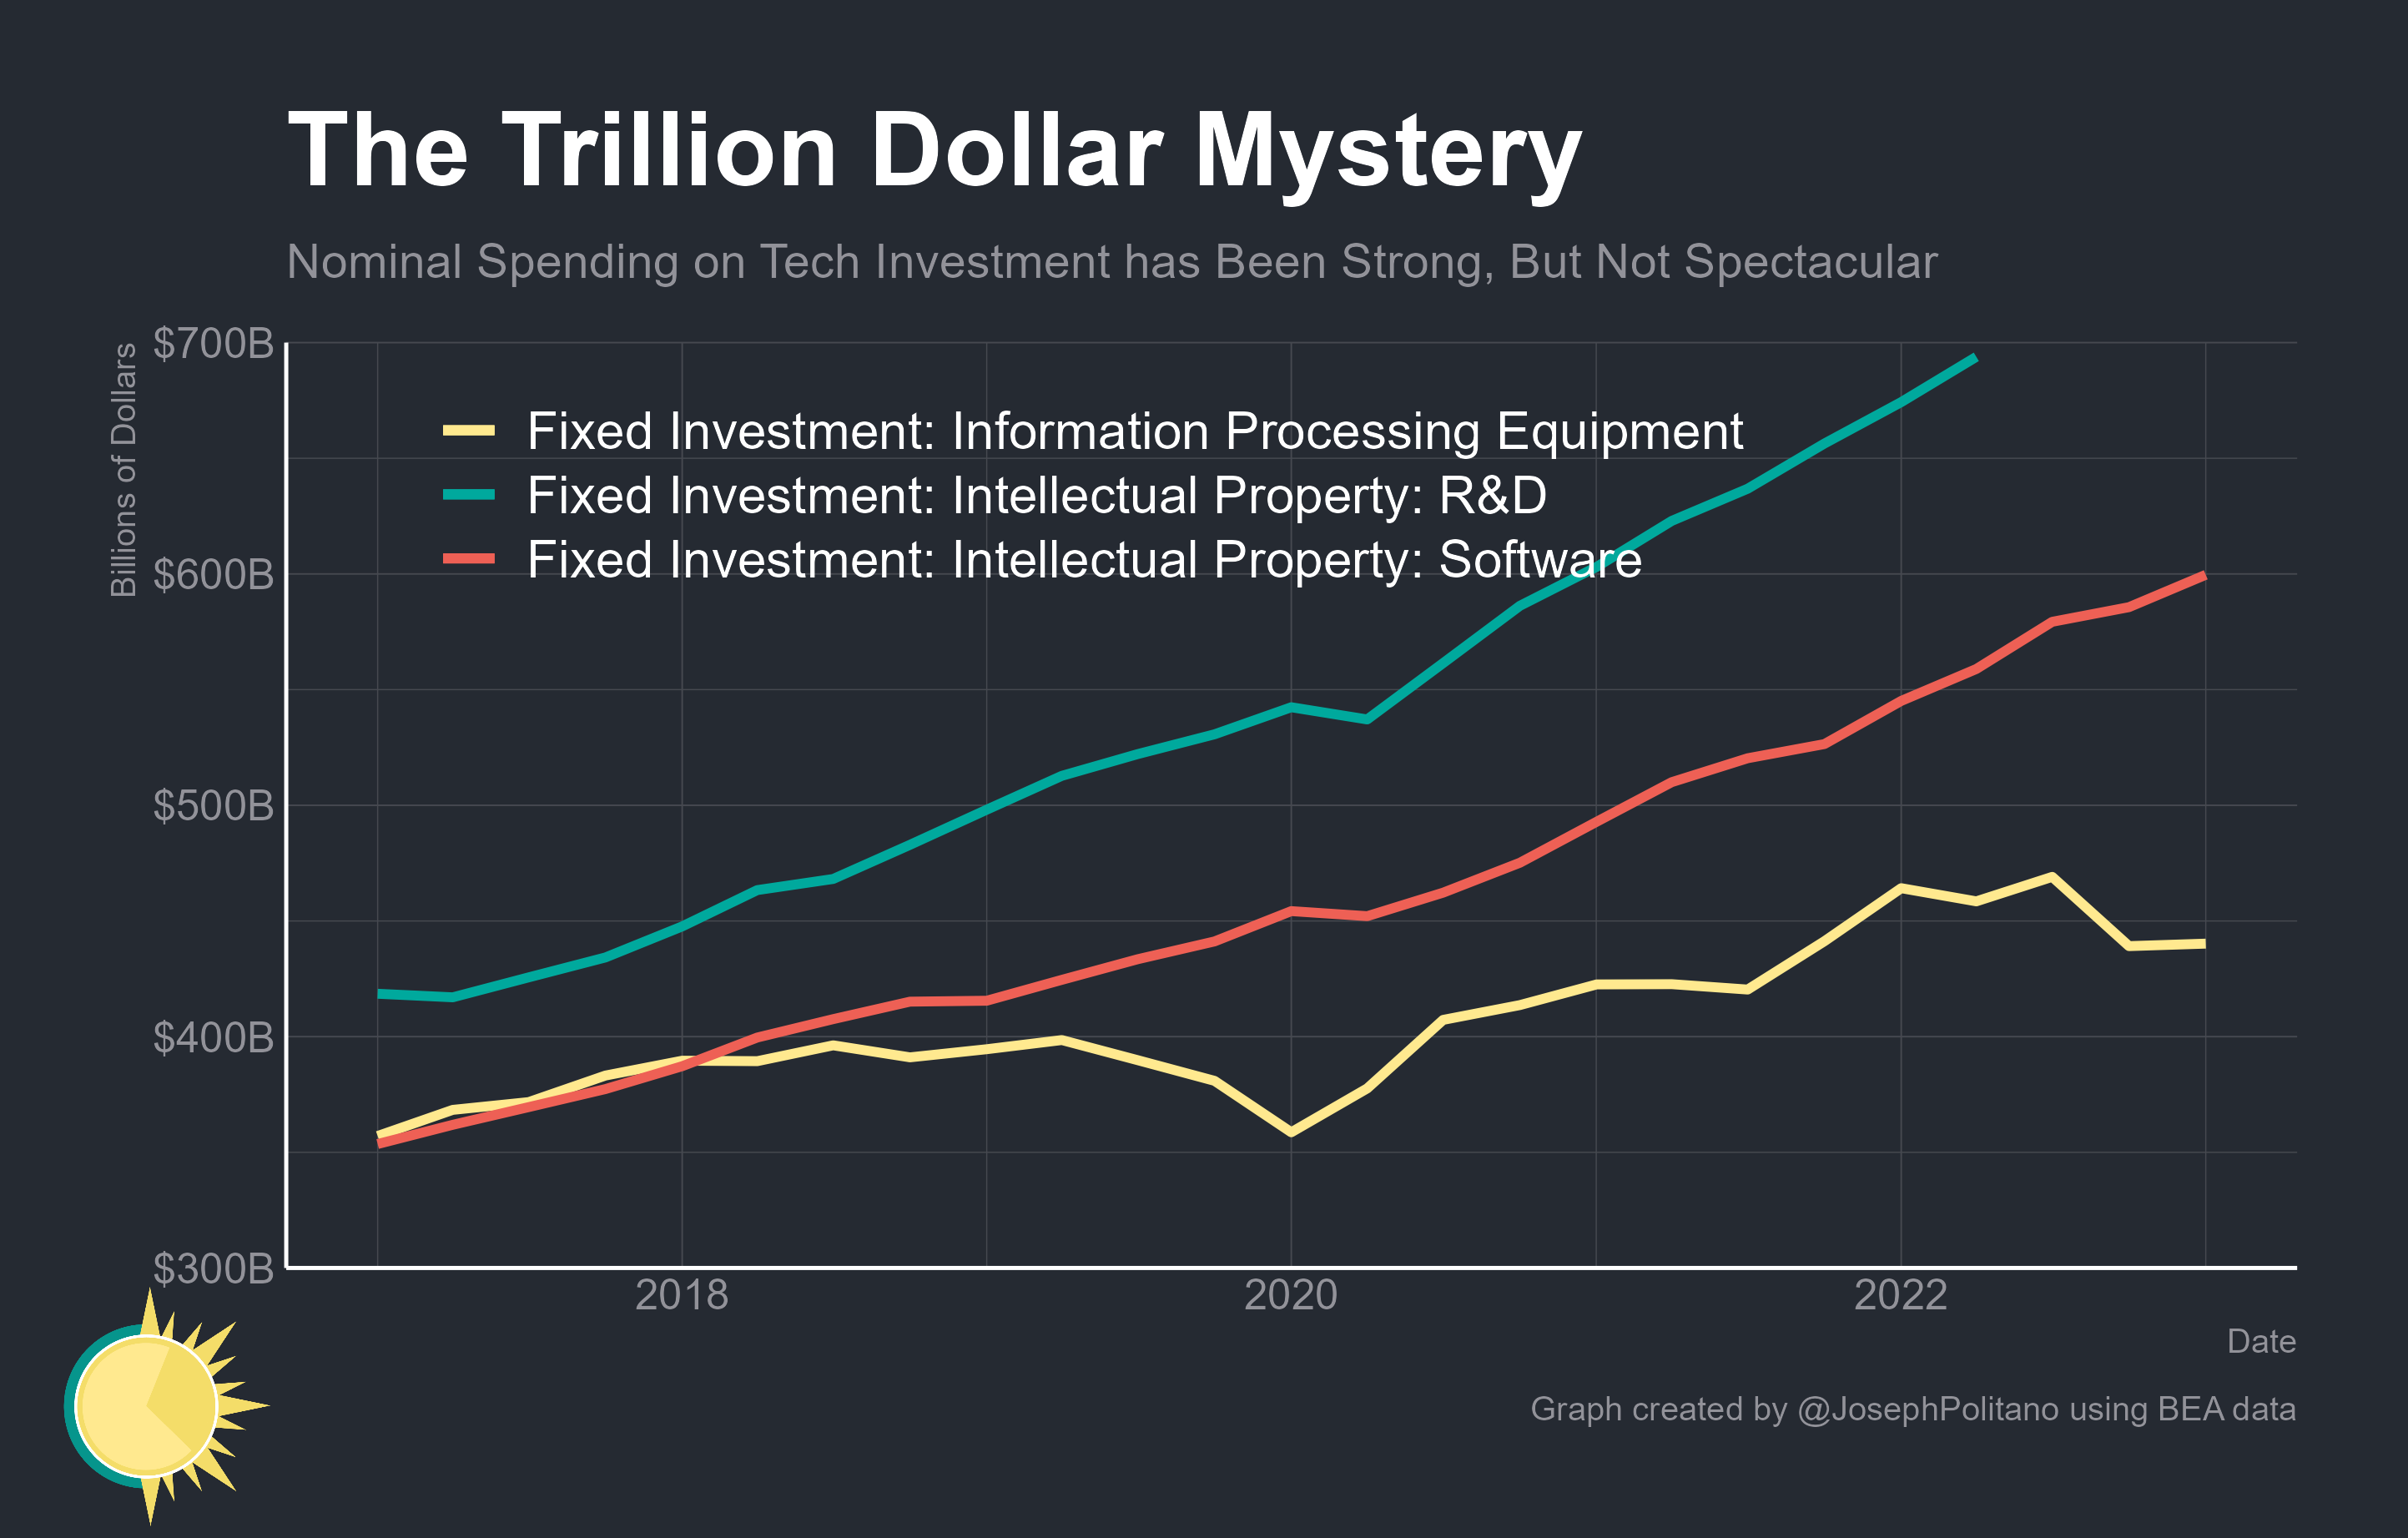 The Trillion Dollar Mystery
Nominal Spending on Tech Investment has Been Strong, But Not Spectacular
Billions of Dollars
$700B
$600B
$500B
$400B
$300B
Fixed Investment: Information Processing Equipment
Fixed Investment: Intellectual Property: R&D
Fixed Investment: Intellectual Property: Software
2018
2020
2022
Date
Graph created by @JosephPolitano using BEA data